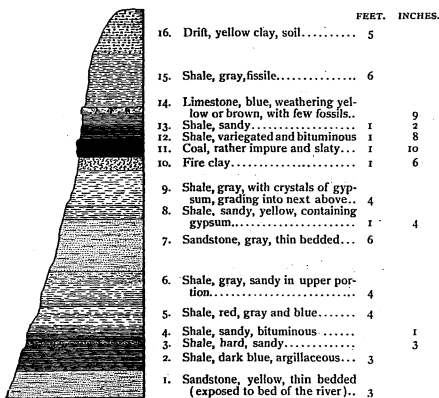 FEET. INCHES.
16. Drift, yellow clay, soil.......... 5
15. Shale, gray, fissile.............. 6
14. Limestone, blue, weathering yel-
low or brown, with few fossils.. 9
13. Shale, sandy.................. 1 2
12. Shale, variegated and bituminous 1 8
11. Coal, rather impure and slaty... 1 10
10. Fire clay..................... 1 6
9. Shale, gray, with crystals of gyp-
sum, grading into next above.. 4
8. Shale, sandy, yellow, containing
gypsum..................... 1 4
7. Sandstone, gray, thin bedded... 6
6. Shale, gray, sandy in upper por-
tion........................ 4
5. Shale, red, gray and blue....... 4
4. Shale, sandy, bituminous....... 1
3. Shale, hard, sandy............. 3
2. Shale, dark blue, argillaceous... 3
1. Sandstone, yellow, thin bedded
(exposed to bed of the river).. 3